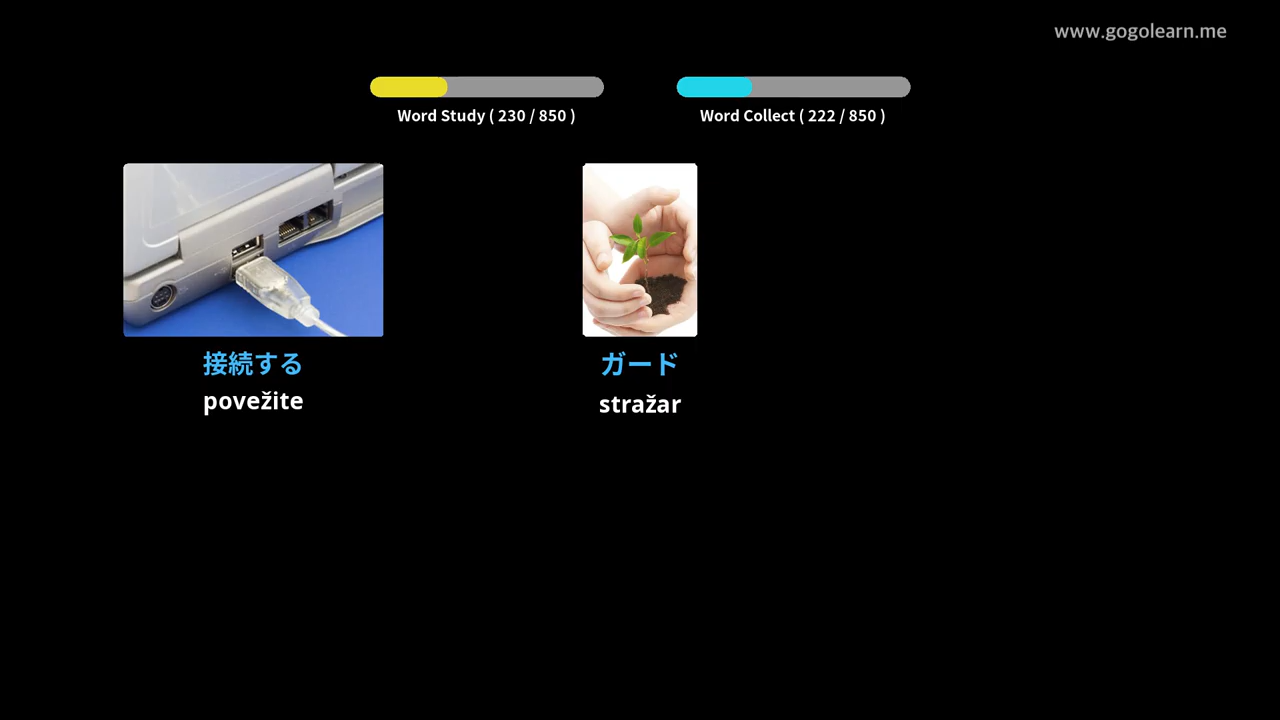 www.gogolearn.me
Word Study ( 230 / 850 )
Word Collect ( 222 / 850 )
接続する
povežite
ガード
stražar